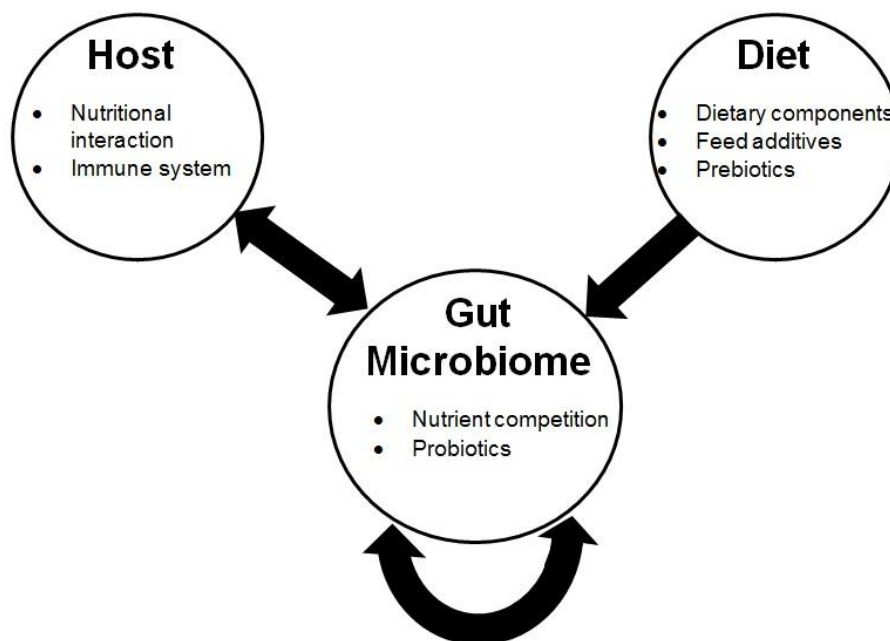 Host
• Nutritional
interaction
• Immune system
Diet
• Dietary components
• Feed additives
• Prebiotics
Gut
Microbiome
• Nutrient competition
• Probiotics